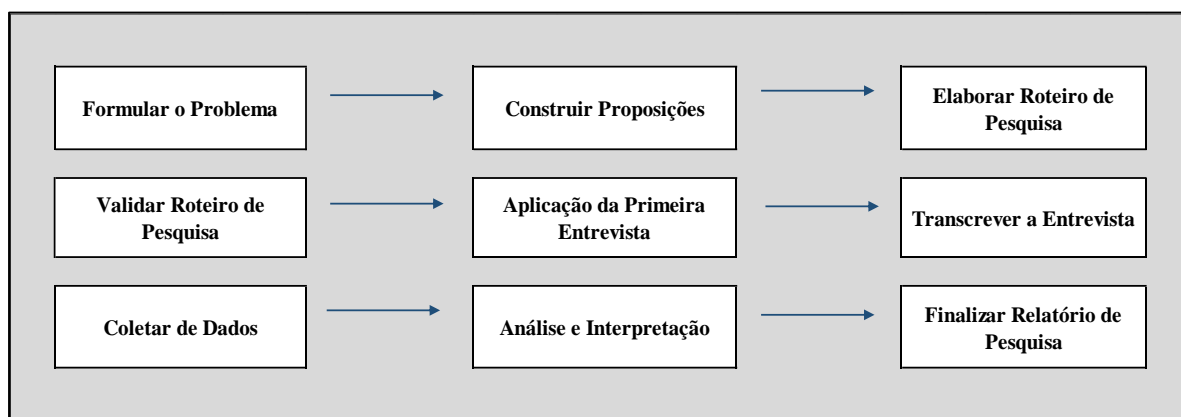 Formular o Problema
Construir Proposições
Elaborar Roteiro de
Pesquisa
Validar Roteiro de
Pesquisa
Aplicação da Primeira
Entrevista
Transcrever a Entrevista
Coletar de Dados
Análise e Interpretação
Finalizar Relatório de
Pesquisa